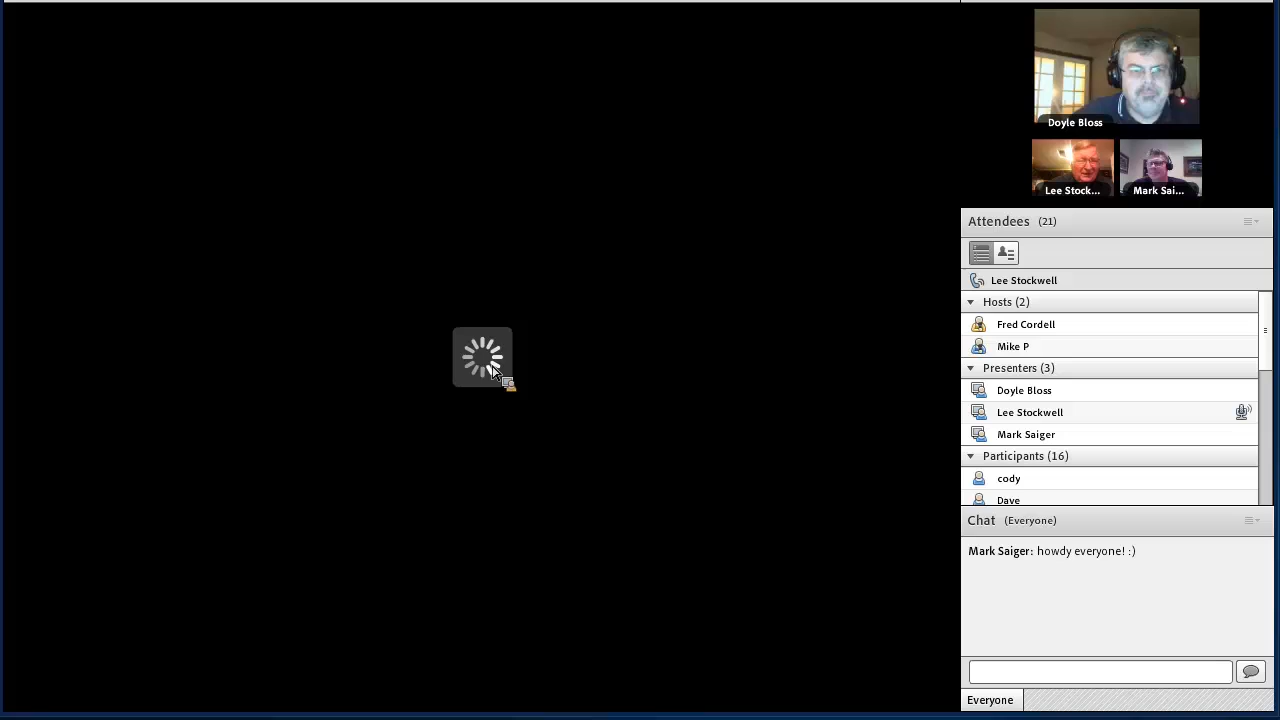 Doyle Bloss
Lee Stock...
Mark Sai...
Attendees (21)
Lee Stockwell
Hosts (2)
Fred Cordell
Mike P
Presenters (3)
Doyle Bloss
Lee Stockwell
Mark Saiger
Participants (16)
cody
Dave
Chat (Everyone)
Mark Saiger: howdy everyone! :)
Everyone